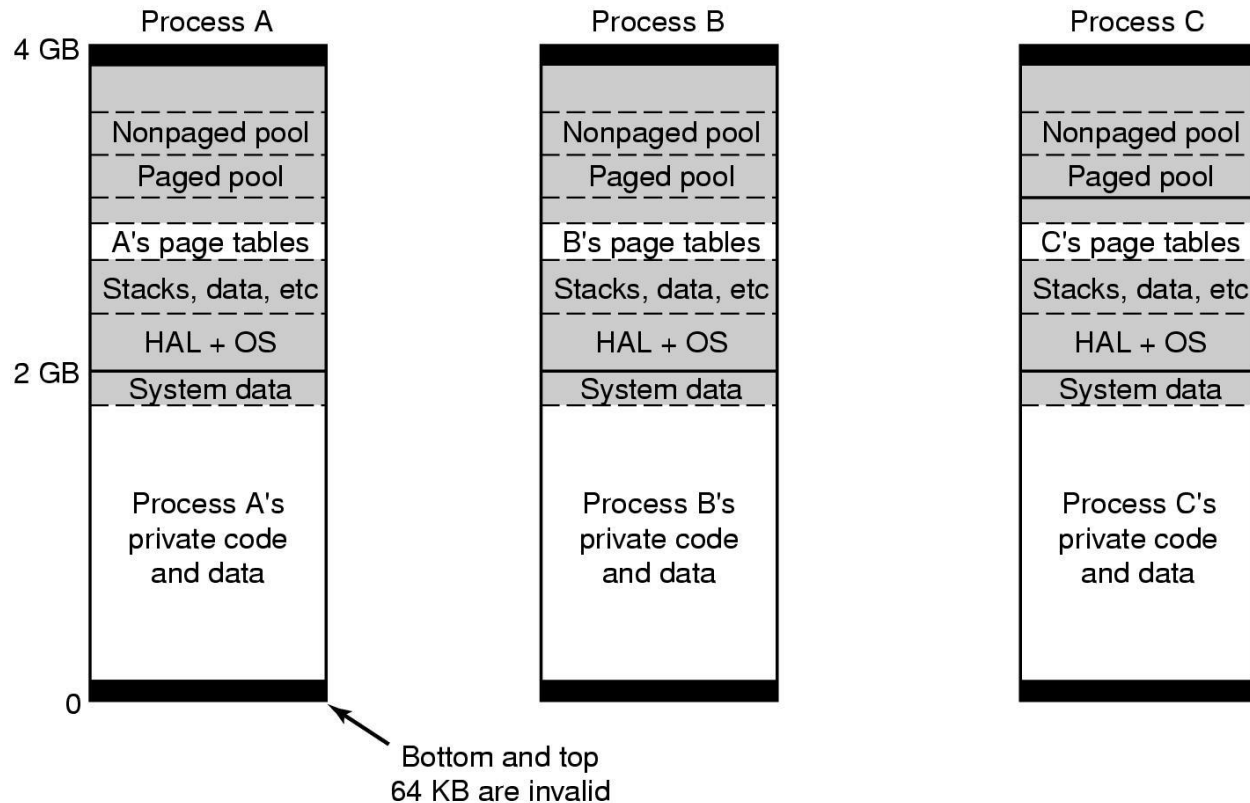 Process A
Process B
Process C
4 GB
Nonpaged pool
Nonpaged pool
Nonpaged pool
Paged pool
Paged pool
Paged pool
A's page tables
B's page tables
C's page tables
Stacks, data, etc
Stacks, data, etc
Stacks, data, etc
HAL + OS
HAL + OS
HAL + OS
2 GB
System data
System data
System data
Process A's
private code
and data
Process B's
private code
and data
Process C's
private code
and data
0
Bottom and top
64 KB are invalid